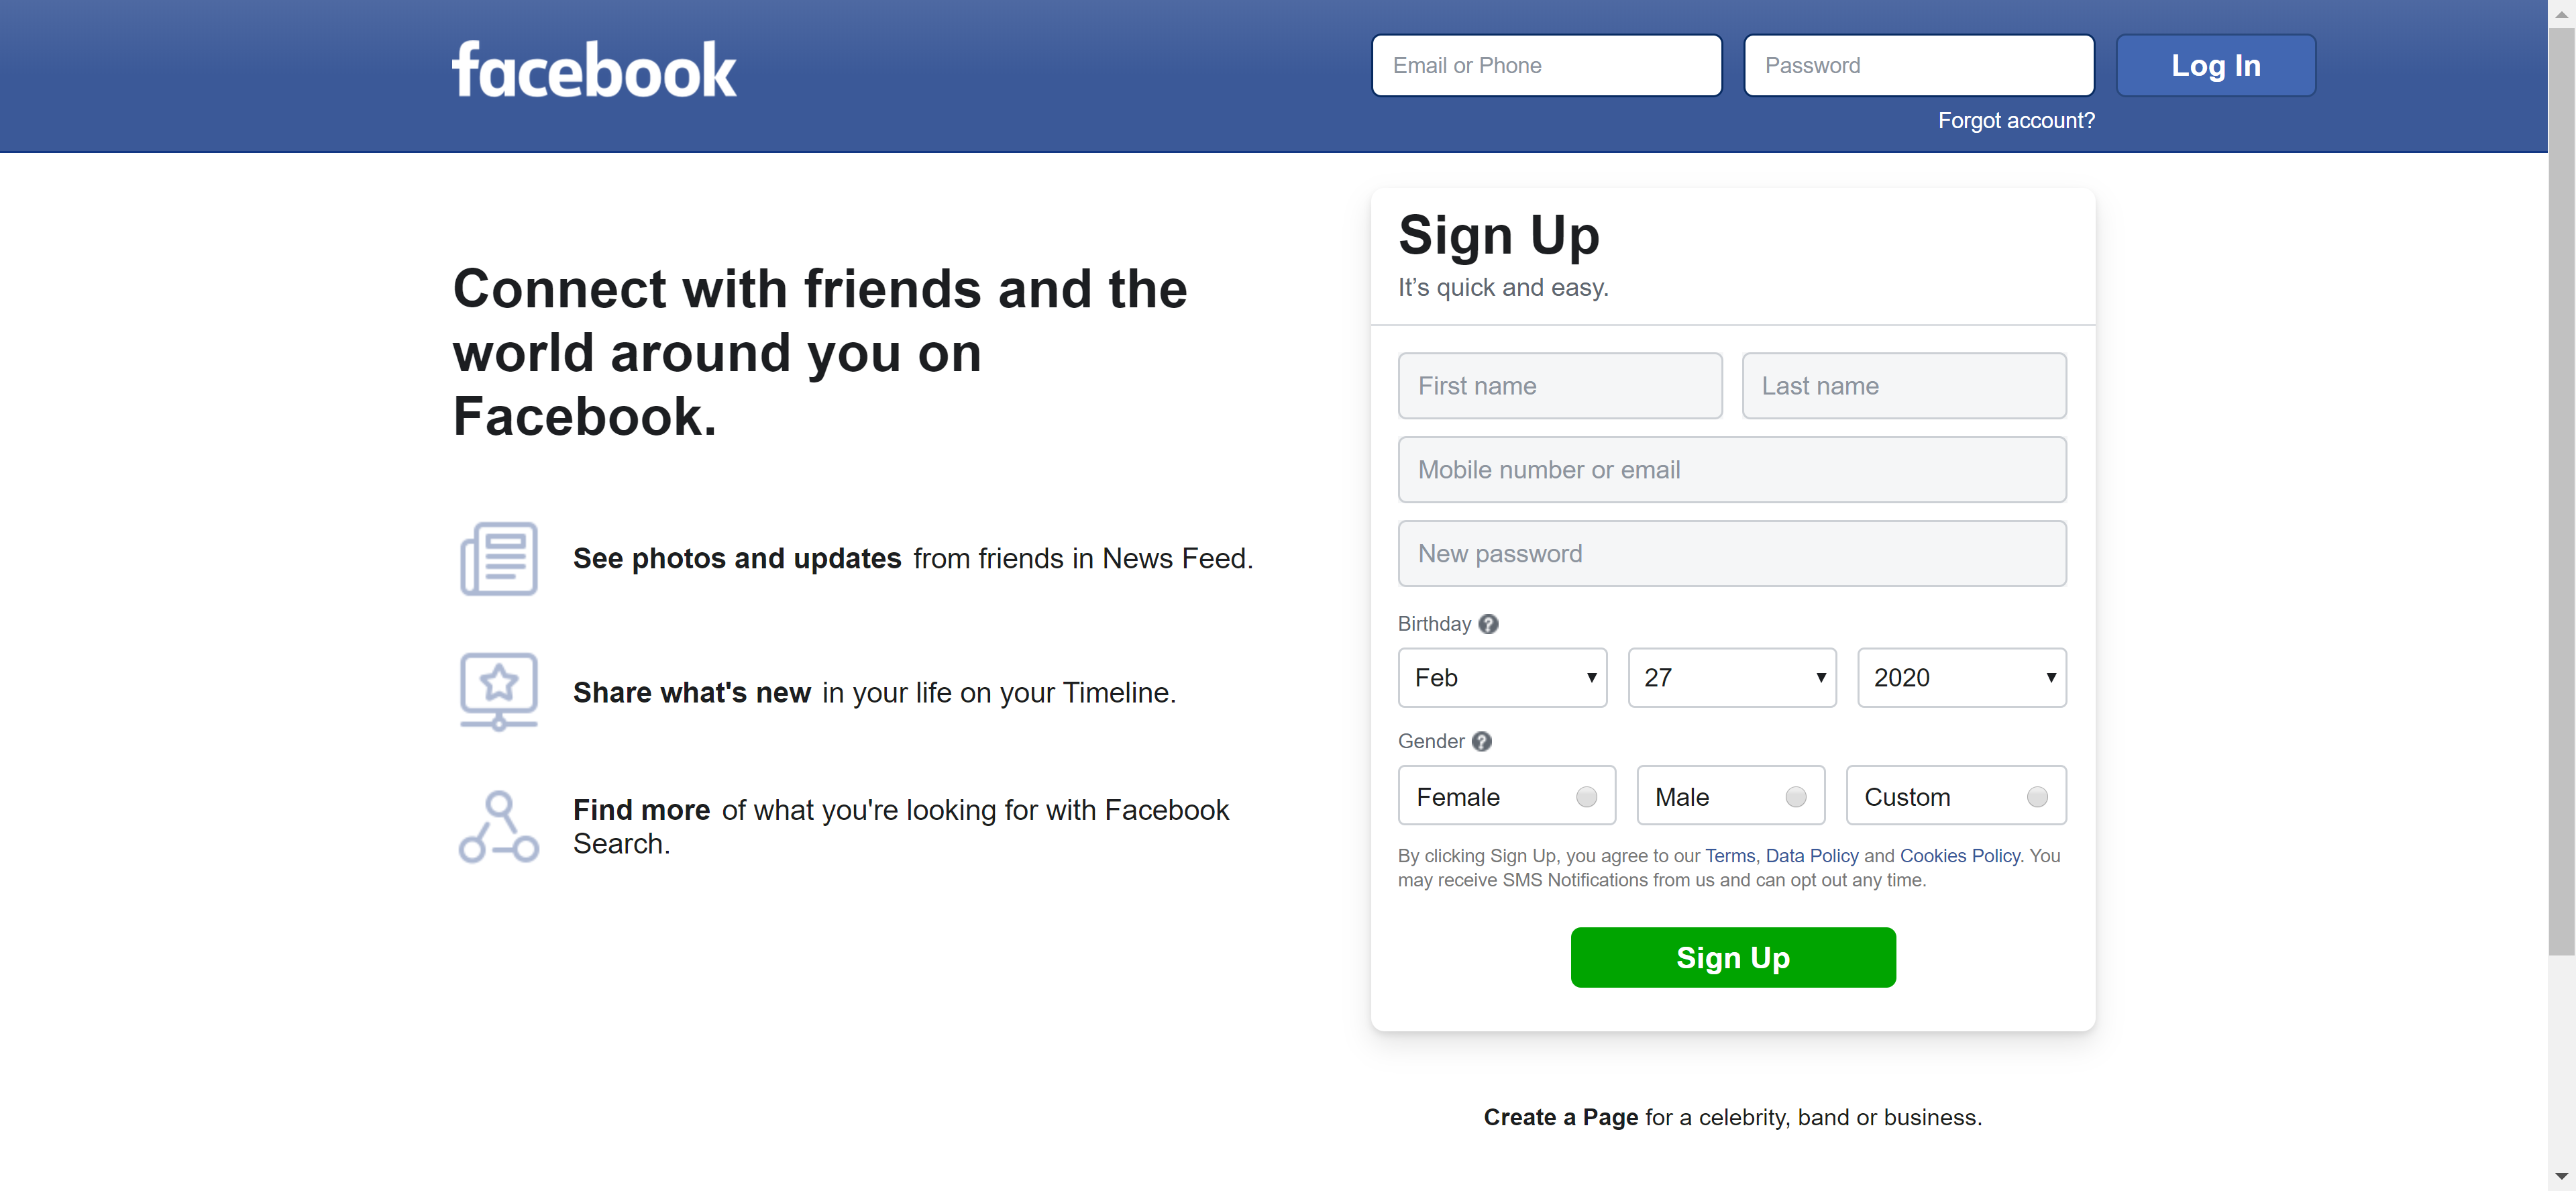 facebook
Email or Phone
Password
Log In
Forgot account?
Connect with friends and the
world around you on
Facebook.
See photos and updates from friends in News Feed.
Share what's new in your life on your Timeline.
Find more of what you're looking for with Facebook
Search.
Sign Up
It’s quick and easy.
First name
Last name
Mobile number or email
New password
Birthday ?
Feb
27
2020
Gender ?
Female
Male
Custom
By clicking Sign Up, you agree to our Terms, Data Policy and Cookies Policy. You
may receive SMS Notifications from us and can opt out any time.
Sign Up
Create a Page for a celebrity, band or business.